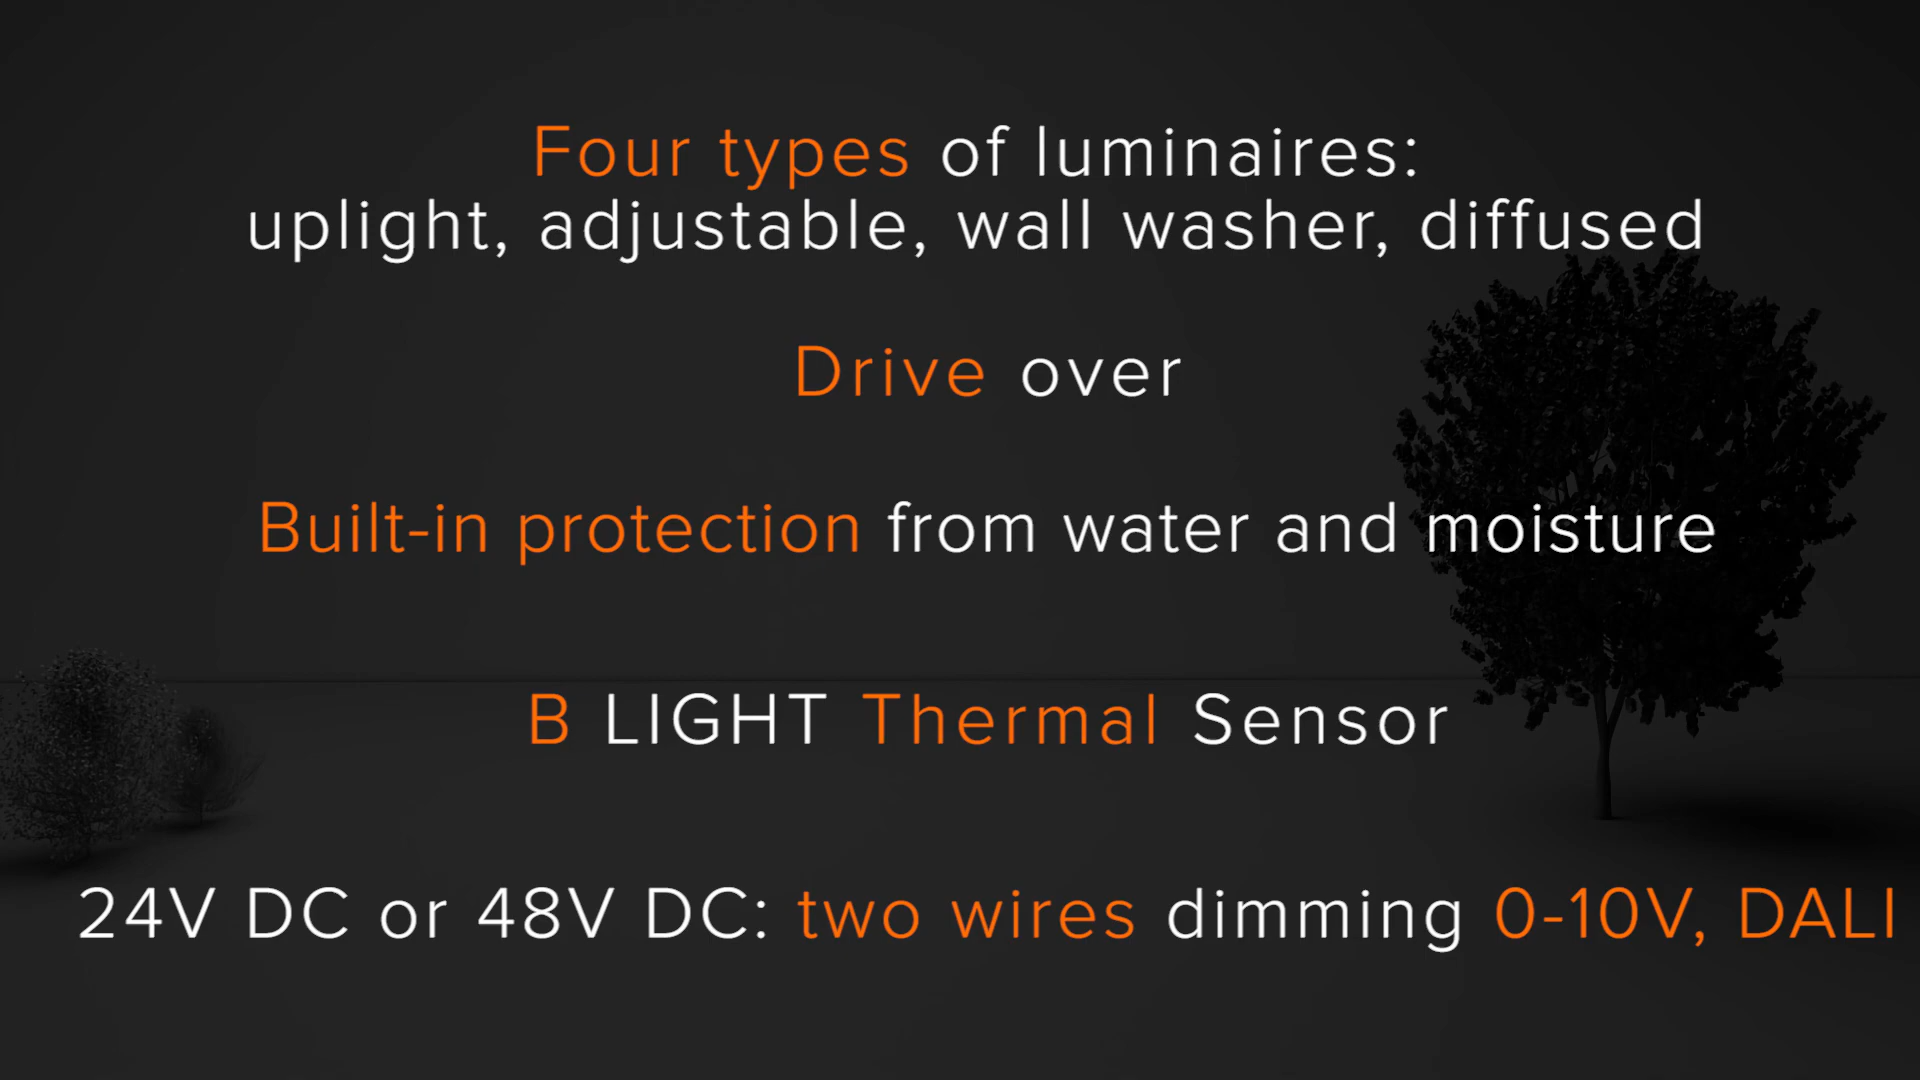 Four types of luminaires:
uplight, adjustable, wall washer, diffused
Drive over
Built-in protection from water and moisture
B LIGHT Thermal Sensor
24V DC or 48V DC: two wires dimming 0-10V, DALI